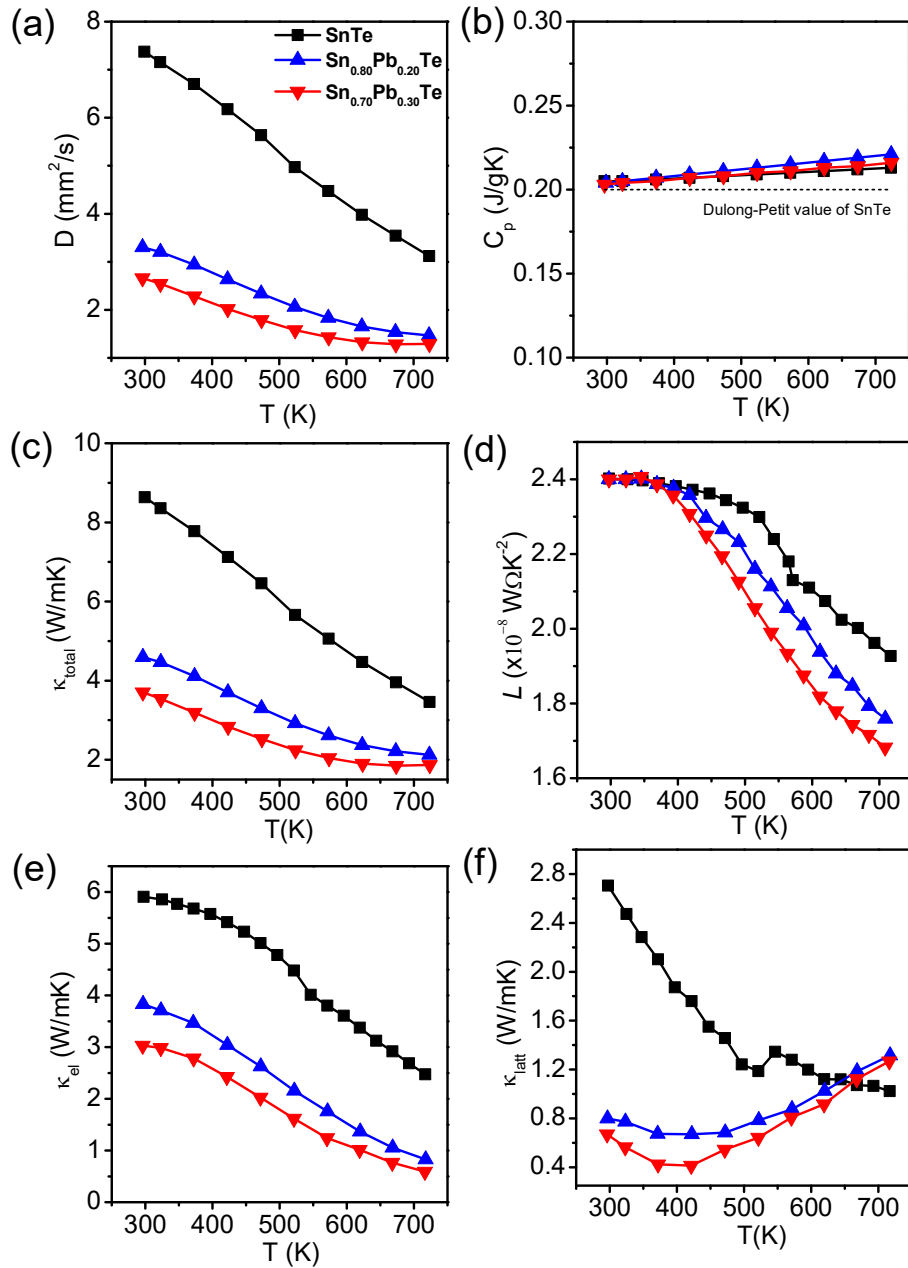 (a)
8
6
4
2
D (mm²/s)
SnTe
Sn₀.₈₀Pb₀.₂₀Te
Sn₀.₇₀Pb₀.₃₀Te
300 400 500 600 700
T (K)
(b)
0.30
0.25
0.20
0.15
0.10
Cₚ (J/gK)
Dulong-Petit value of SnTe
300 400 500 600 700
T (K)
(c)
10
8
6
4
2
κtotal (W/mK)
300 400 500 600 700
T(K)
(d)
2.4
2.2
2.0
1.8
1.6
L (x10⁻⁸ WΩK⁻²)
300 400 500 600 700
T (K)
(e)
6
5
4
3
2
1
0
κel (W/mK)
300 400 500 600 700
T (K)
(f)
2.8
2.4
2.0
1.6
1.2
0.8
0.4
κlatt (W/mK)
300 400 500 600 700
T(K)